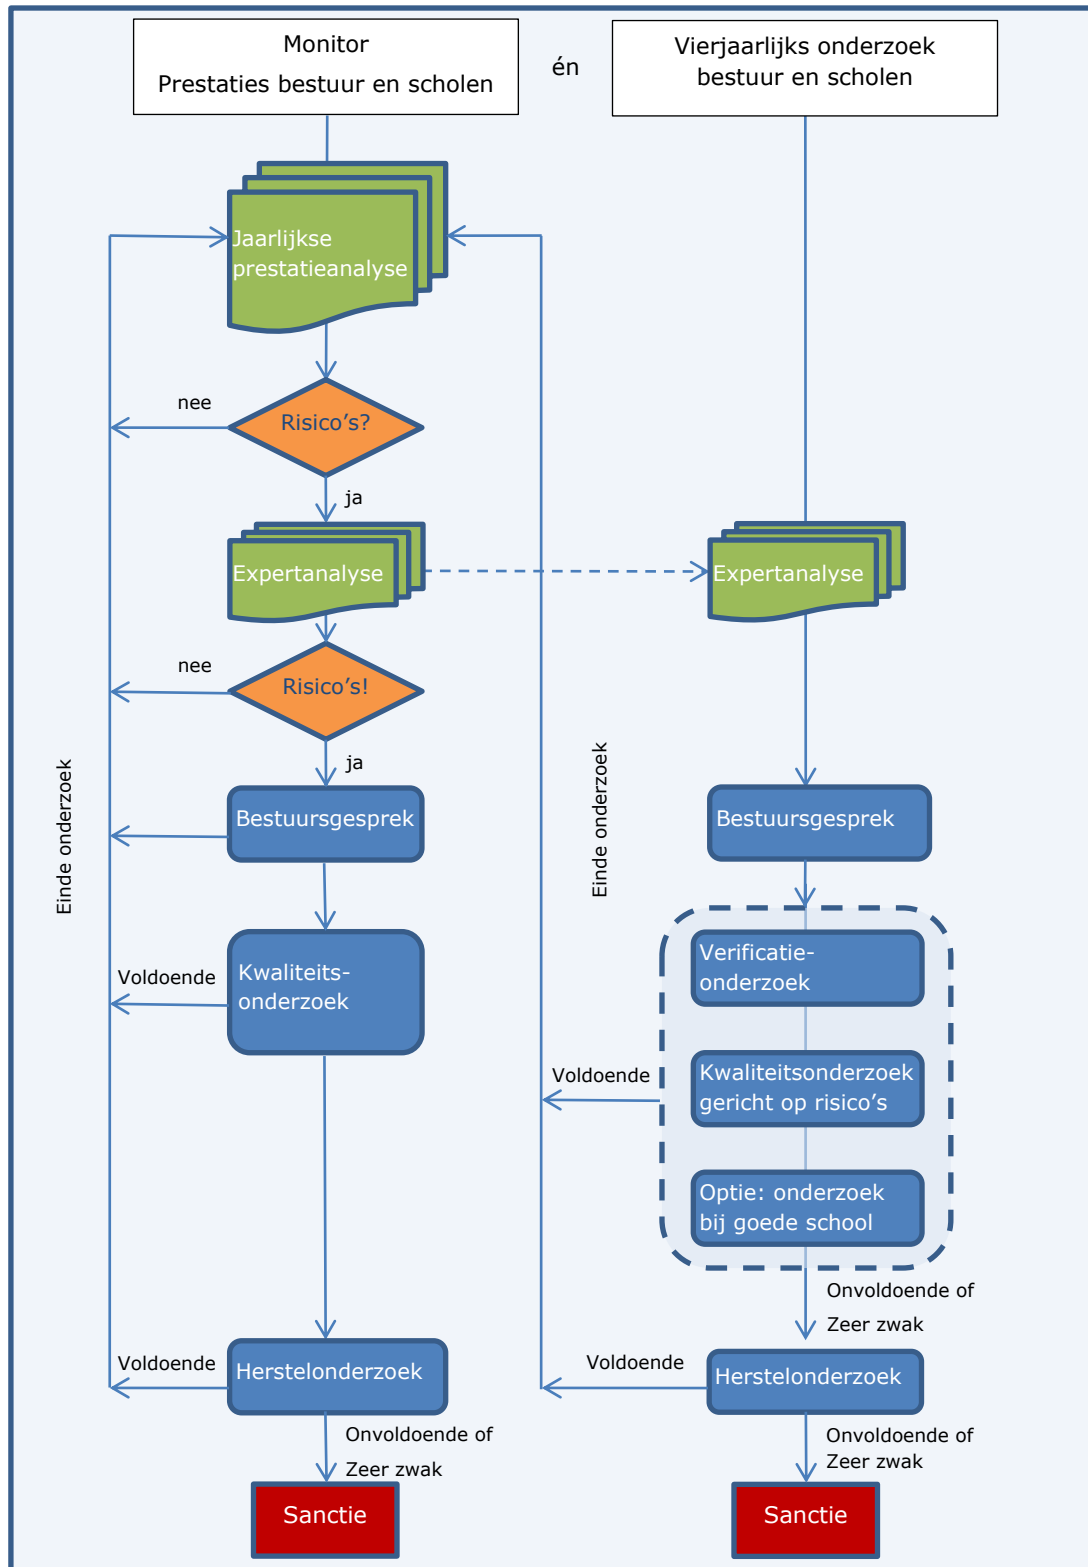 Monitor
Prestaties bestuur en scholen
én
Vierjaarlijks onderzoek
bestuur en scholen
Jaarlijkse
prestatieanalyse
nee
Risico's?
ja
Expertanalyse
Expertanalyse
nee
Risico's!
ja
Einde onderzoek
Einde onderzoek
Bestuursgesprek
Bestuursgesprek
Voldoende
Kwaliteits-
onderzoek
Verificatie-
onderzoek
Voldoende
Kwaliteitsonderzoek
gericht op risico's
Optie: onderzoek
bij goede school
Onvoldoende of
Zeer zwak
Voldoende
Herstelonderzoek
Voldoende
Herstelonderzoek
Onvoldoende of
Zeer zwak
Onvoldoende of
Zeer zwak
Sanctie
Sanctie